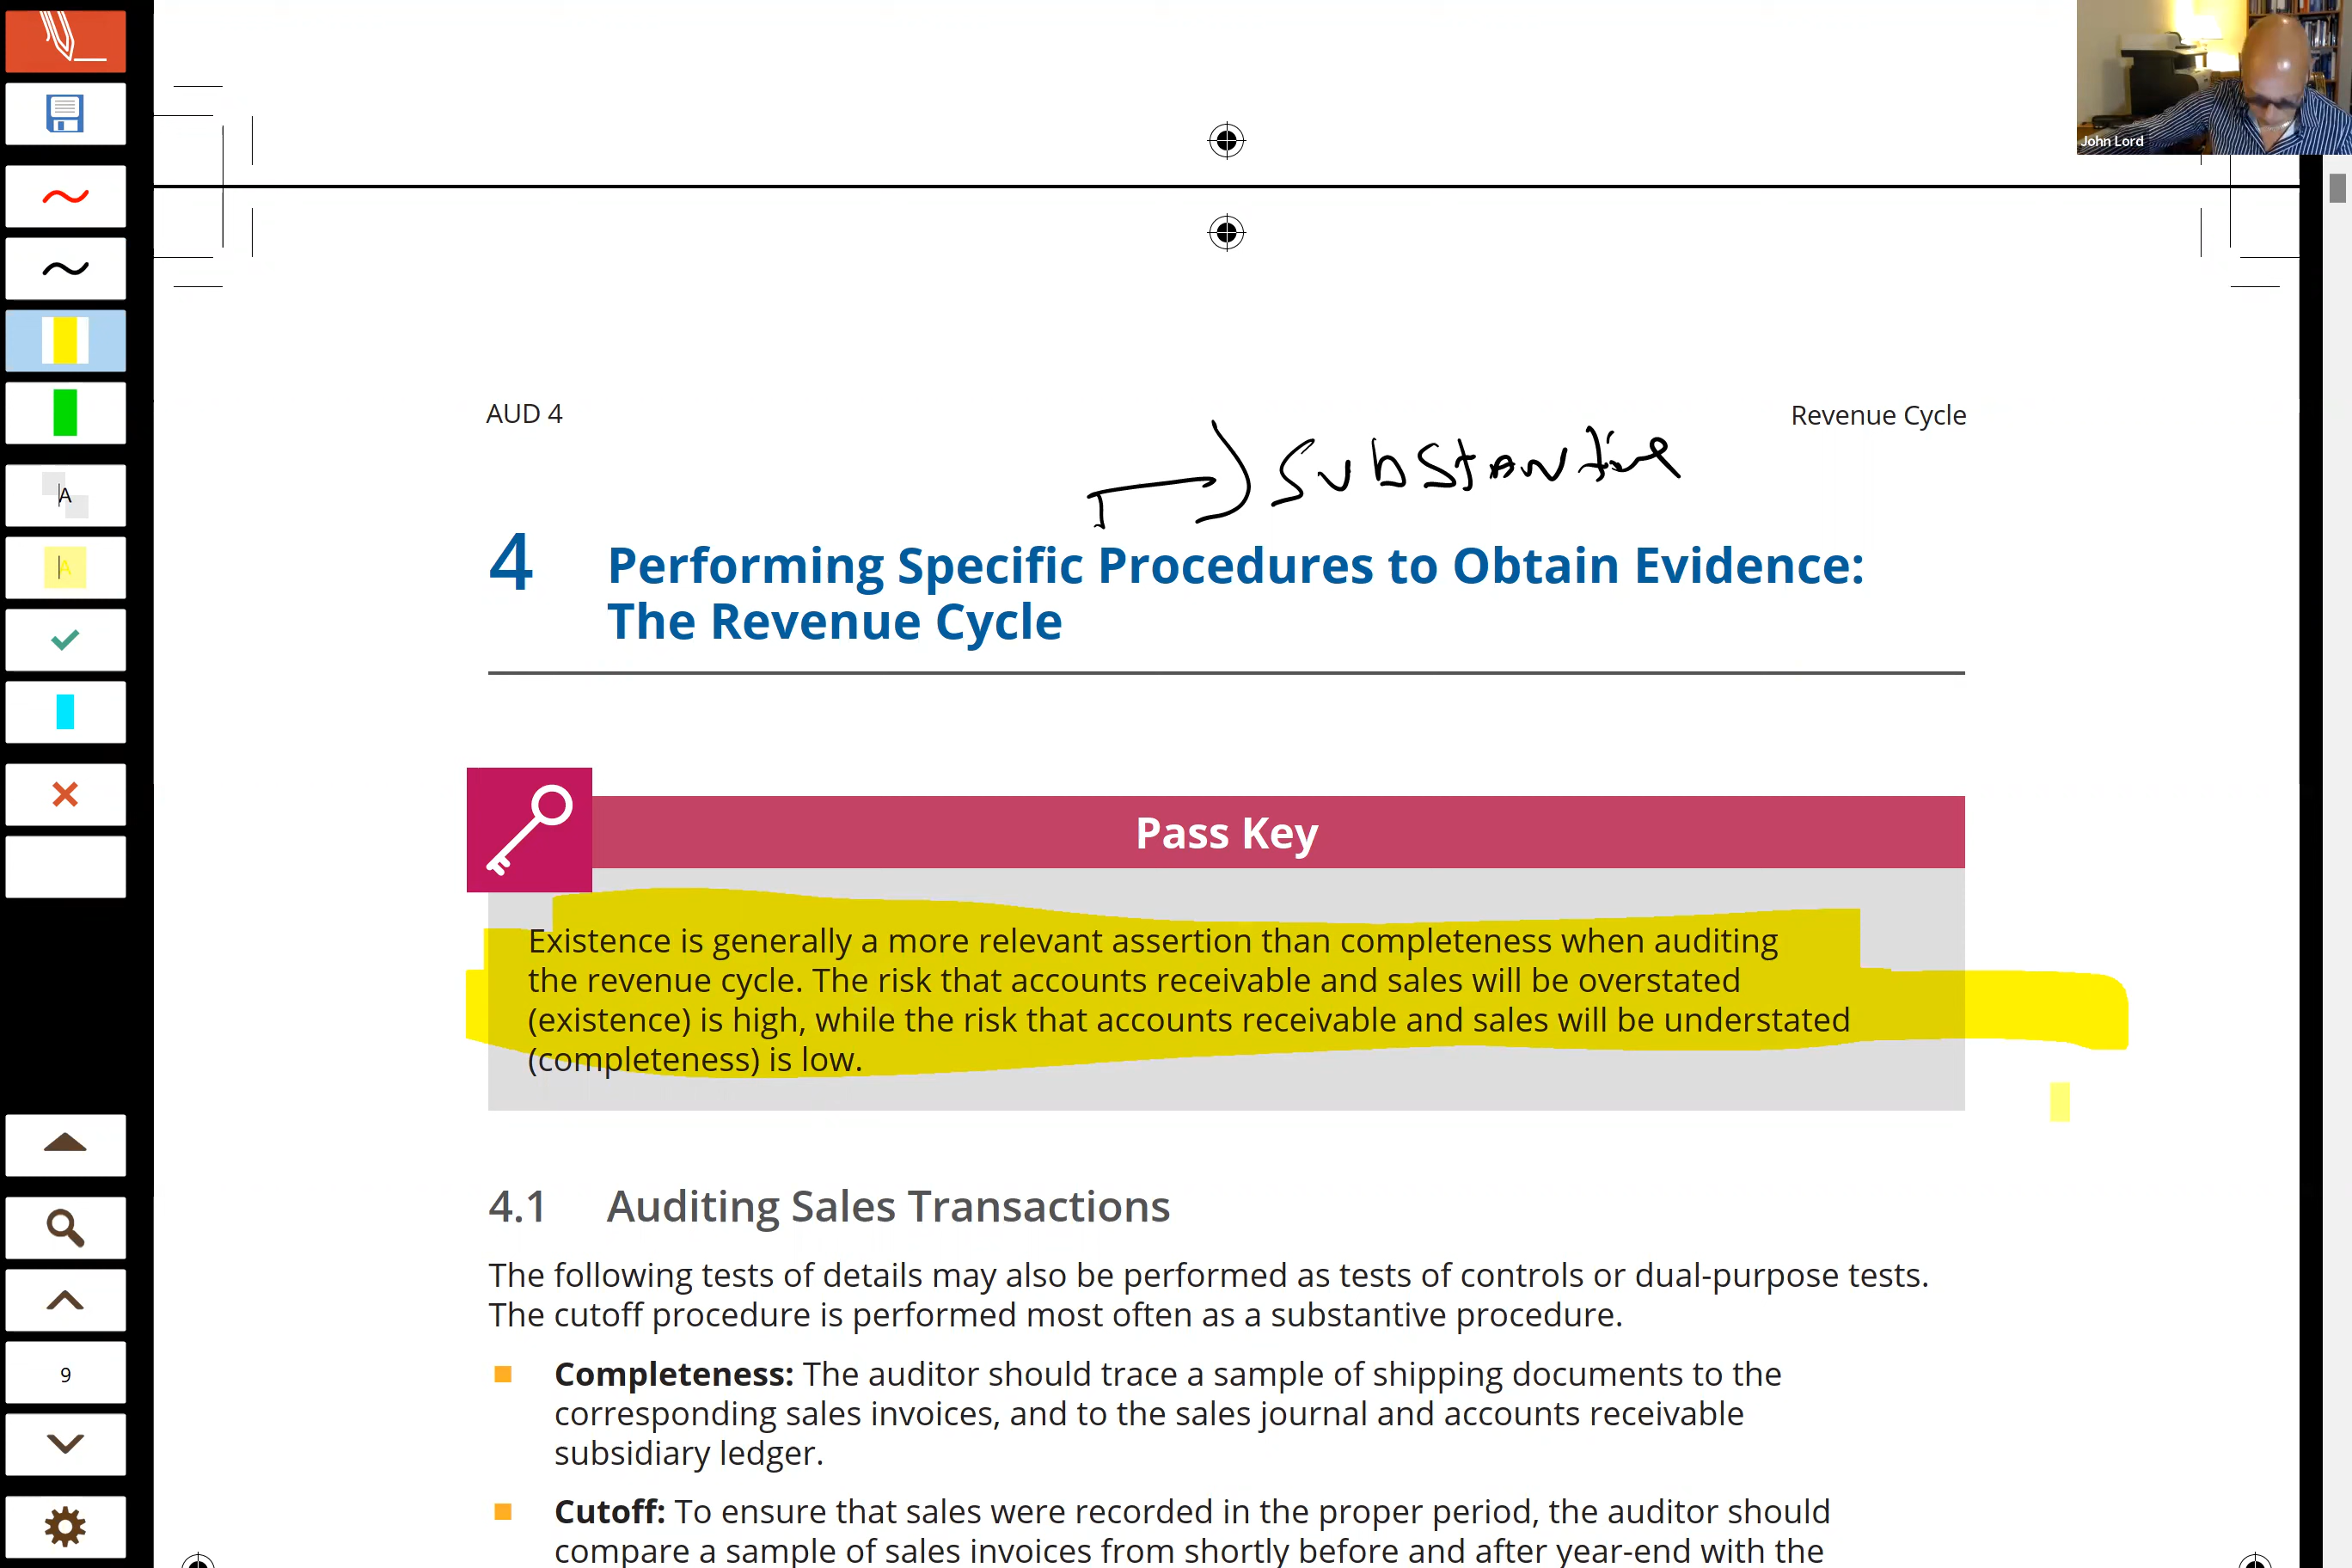 John Lord
AUD 4
Revenue Cycle
Substantive
4 Performing Specific Procedures to Obtain Evidence:
The Revenue Cycle
Pass Key
Existence is generally a more relevant assertion than completeness when auditing
the revenue cycle. The risk that accounts receivable and sales will be overstated
(existence) is high, while the risk that accounts receivable and sales will be understated
(completeness) is low.
4.1 Auditing Sales Transactions
The following tests of details may also be performed as tests of controls or dual-purpose tests.
The cutoff procedure is performed most often as a substantive procedure.
Completeness: The auditor should trace a sample of shipping documents to the
corresponding sales invoices, and to the sales journal and accounts receivable
subsidiary ledger.
Cutoff: To ensure that sales were recorded in the proper period, the auditor should
compare a sample of sales invoices from shortly before and after year-end with the
A
A
9